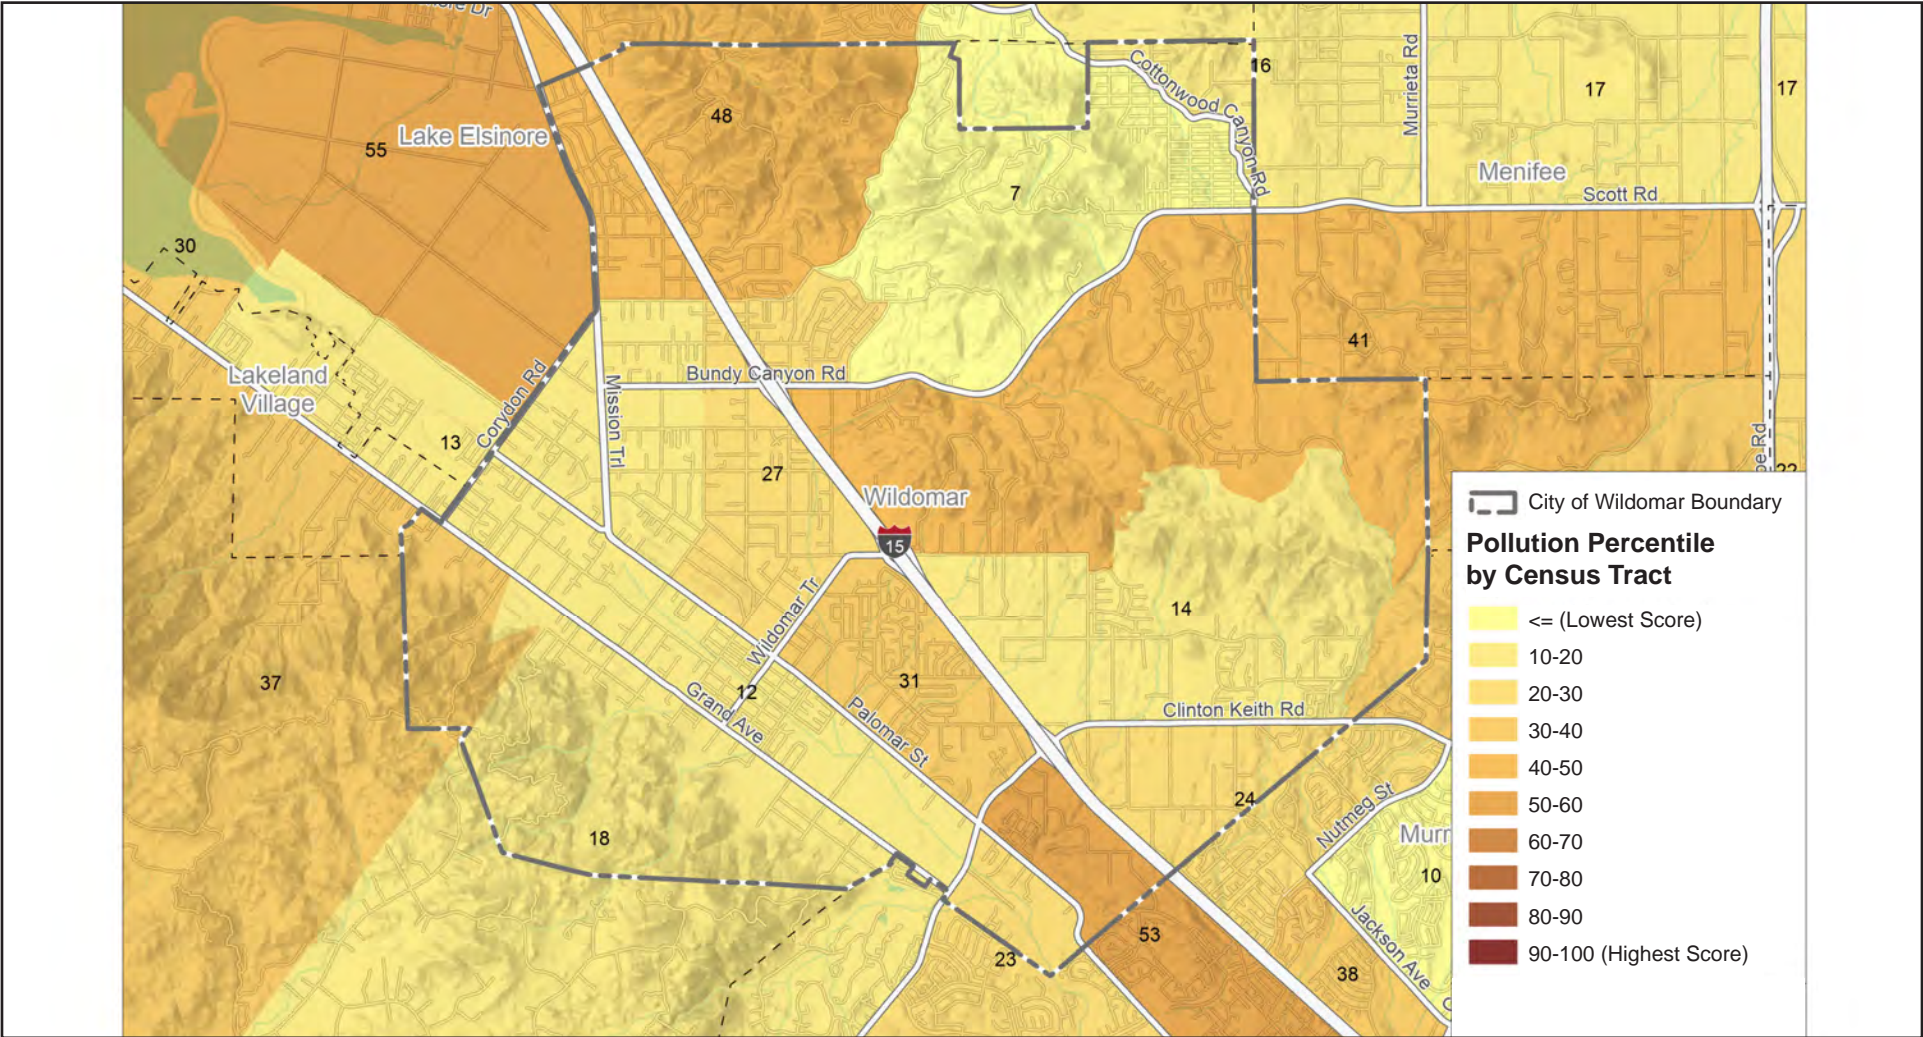 48
55
Lake Elsinore
Cottonwood Canyon Rd
16
Murrieta Rd
17
17
Menifee
Scott Rd
7
30
41
Lakeland
Village
Corydon Rd
13
Mission Trl
Bundy Canyon Rd
27
Wildomar
15
Wildomar Tr
12
Grand Ave
Palomar St
31
14
Clinton Keith Rd
37
18
24
Nutmeg St
Murr
10
Jackson Ave
53
23
38
22
City of Wildomar Boundary
Pollution Percentile
by Census Tract
<= (Lowest Score)
10-20
20-30
30-40
40-50
50-60
60-70
70-80
80-90
90-100 (Highest Score)